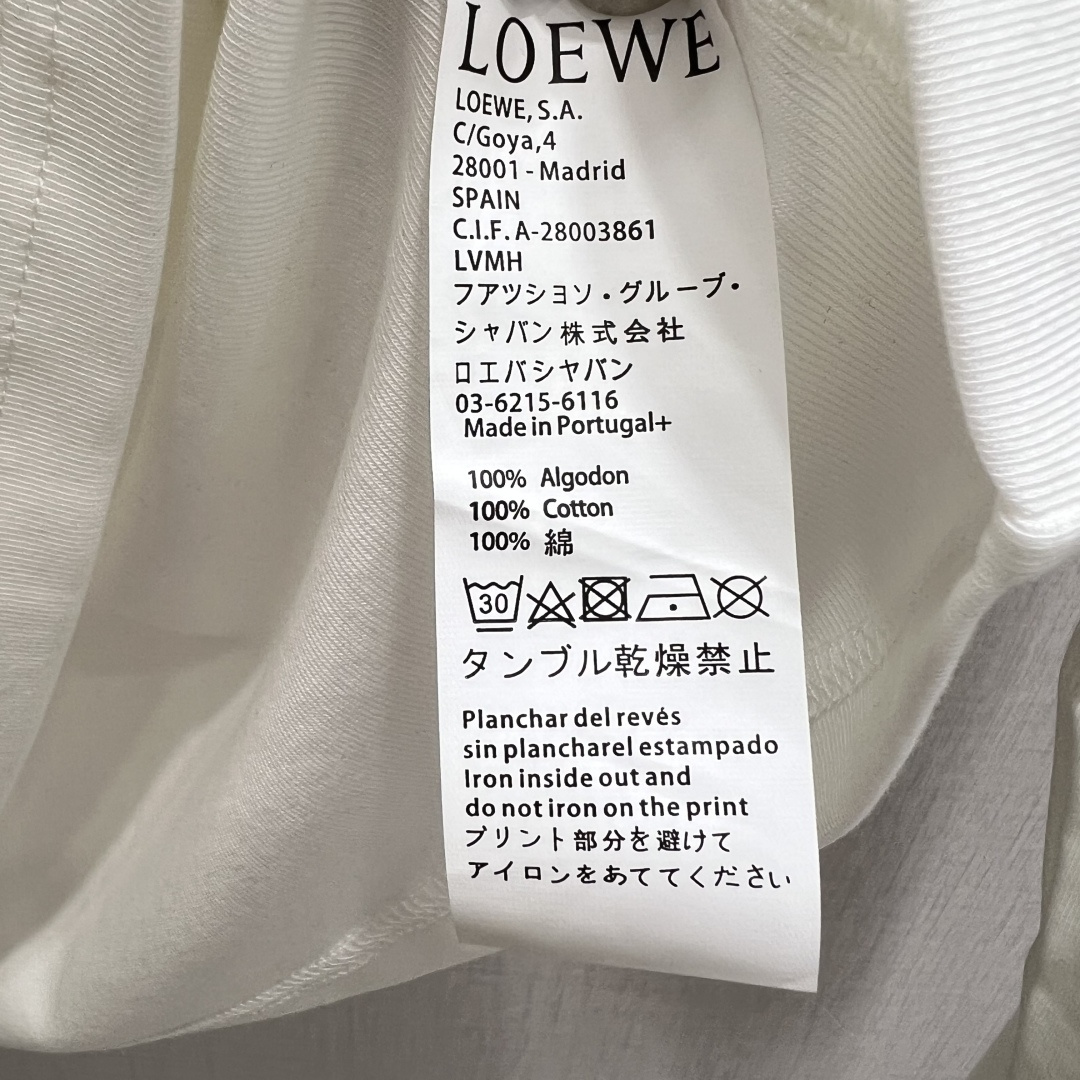 LOEWE
LOEWE, S.A.
C/Goya,4
28001 - Madrid
SPAIN
C.I.F. A-28003861
LVMH
フアツショソ・グループ・
シャバン株式会社
ロエバシヤバン
03-6215-6116
Made in Portugal+
100% Algodon
100% Cotton
100% 綿
30
タンブル乾燥禁止
Planchar del revés
sin plancharel estampado
Iron inside out and
do not iron on the print
プリント部分を避けて
アイロンをあててください